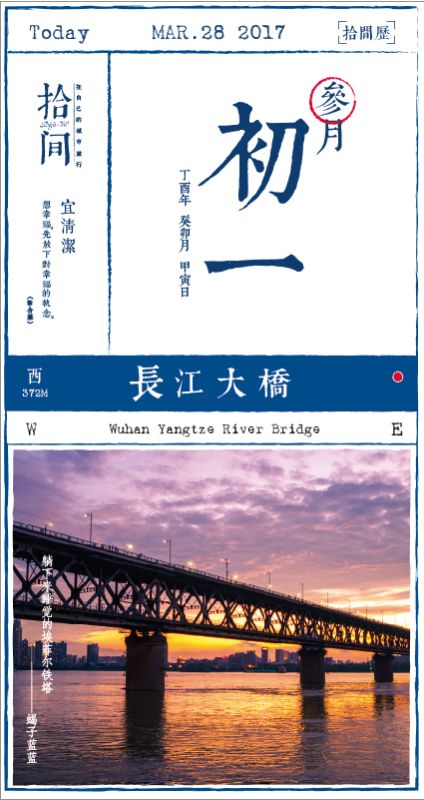 Today
MAR.28 2017
拾間歷
拾间
在自己的城市旅行
宜清潔
想幸福,先放下對幸福的執念。
參月
初一
丁酉年 癸卯月 甲寅日
西
372M
長江大橋
W
Wuhan Yangtze River Bridge
E
躺下来睡觉的埃菲尔铁塔
——蝎子蓝蓝